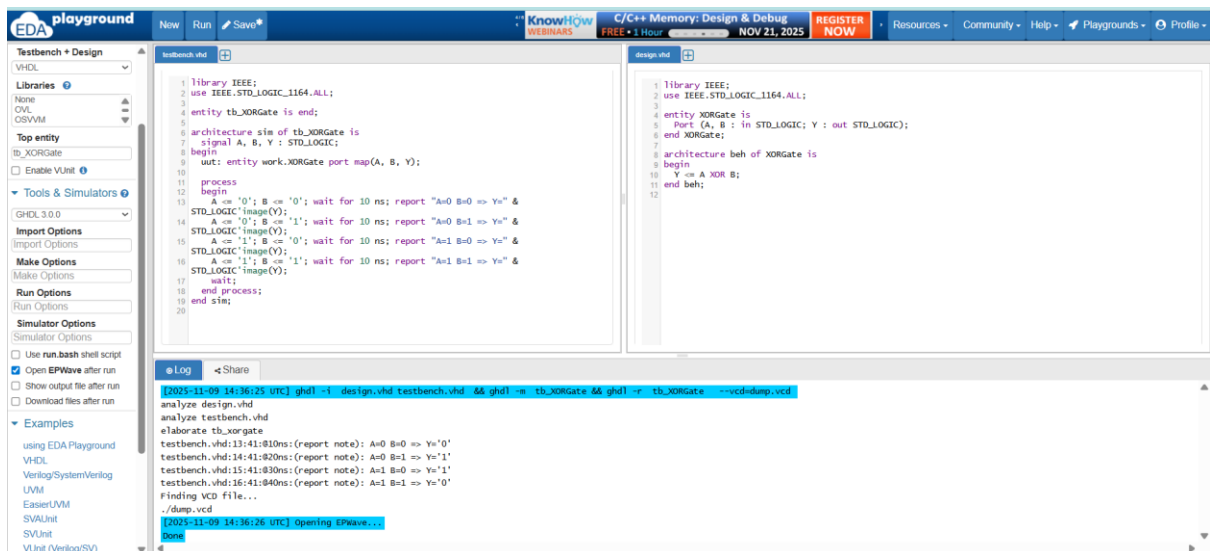 EDA playground
New Run Save*
KnowHow WEBINARS
C/C++ Memory: Design & Debug
FREE • 1 Hour NOV 21, 2025
REGISTER NOW
Resources Community Help Playgrounds Profile
Testbench + Design
VHDL
Libraries
None
OVL
OSVVM
Top entity
tb_XORGate
Enable VUnit
Tools & Simulators
GHDL 3.0.0
Import Options
Import Options
Make Options
Make Options
Run Options
Run Options
Simulator Options
Simulator Options
Use run.bash shell script
Open EPWave after run
Show output file after run
Download files after run
Examples
using EDA Playground
VHDL
Verilog/SystemVerilog
UVM
EasierUVM
SVAUnit
SVUnit
VUnit (Verilog/SV)
testbench.vhd
1 library IEEE;
2 use IEEE.STD_LOGIC_1164.ALL;
3
4 entity tb_XORGate is end;
5
6 architecture sim of tb_XORGate is
7 signal A, B, Y : STD_LOGIC;
8 begin
9 uut: entity work.XORGate port map(A, B, Y);
10
11 process
12 begin
13 A <= '0'; B <= '0'; wait for 10 ns; report "A=0 B=0 => Y=" &
STD_LOGIC'image(Y);
14 A <= '0'; B <= '1'; wait for 10 ns; report "A=0 B=1 => Y=" &
STD_LOGIC'image(Y);
15 A <= '1'; B <= '0'; wait for 10 ns; report "A=1 B=0 => Y=" &
STD_LOGIC'image(Y);
16 A <= '1'; B <= '1'; wait for 10 ns; report "A=1 B=1 => Y=" &
STD_LOGIC'image(Y);
17 wait;
18 end process;
19 end sim;
20
design.vhd
1 library IEEE;
2 use IEEE.STD_LOGIC_1164.ALL;
3
4 entity XORGate is
5 Port (A, B : in STD_LOGIC; Y : out STD_LOGIC);
6 end XORGate;
7
8 architecture beh of XORGate is
9 begin
10 Y <= A XOR B;
11 end beh;
12
Log Share
[2025-11-09 14:36:25 UTC] ghdl -i design.vhd testbench.vhd && ghdl -m tb_XORGate && ghdl -r tb_XORGate --vcd=dump.vcd
analyze design.vhd
analyze testbench.vhd
elaborate tb_xorgate
testbench.vhd:13:41:@10ns:(report note): A=0 B=0 => Y='0'
testbench.vhd:14:41:@20ns:(report note): A=0 B=1 => Y='1'
testbench.vhd:15:41:@30ns:(report note): A=1 B=0 => Y='1'
testbench.vhd:16:41:@40ns:(report note): A=1 B=1 => Y='0'
Finding VCD file...
./dump.vcd
[2025-11-09 14:36:26 UTC] Opening EPWave...
Done